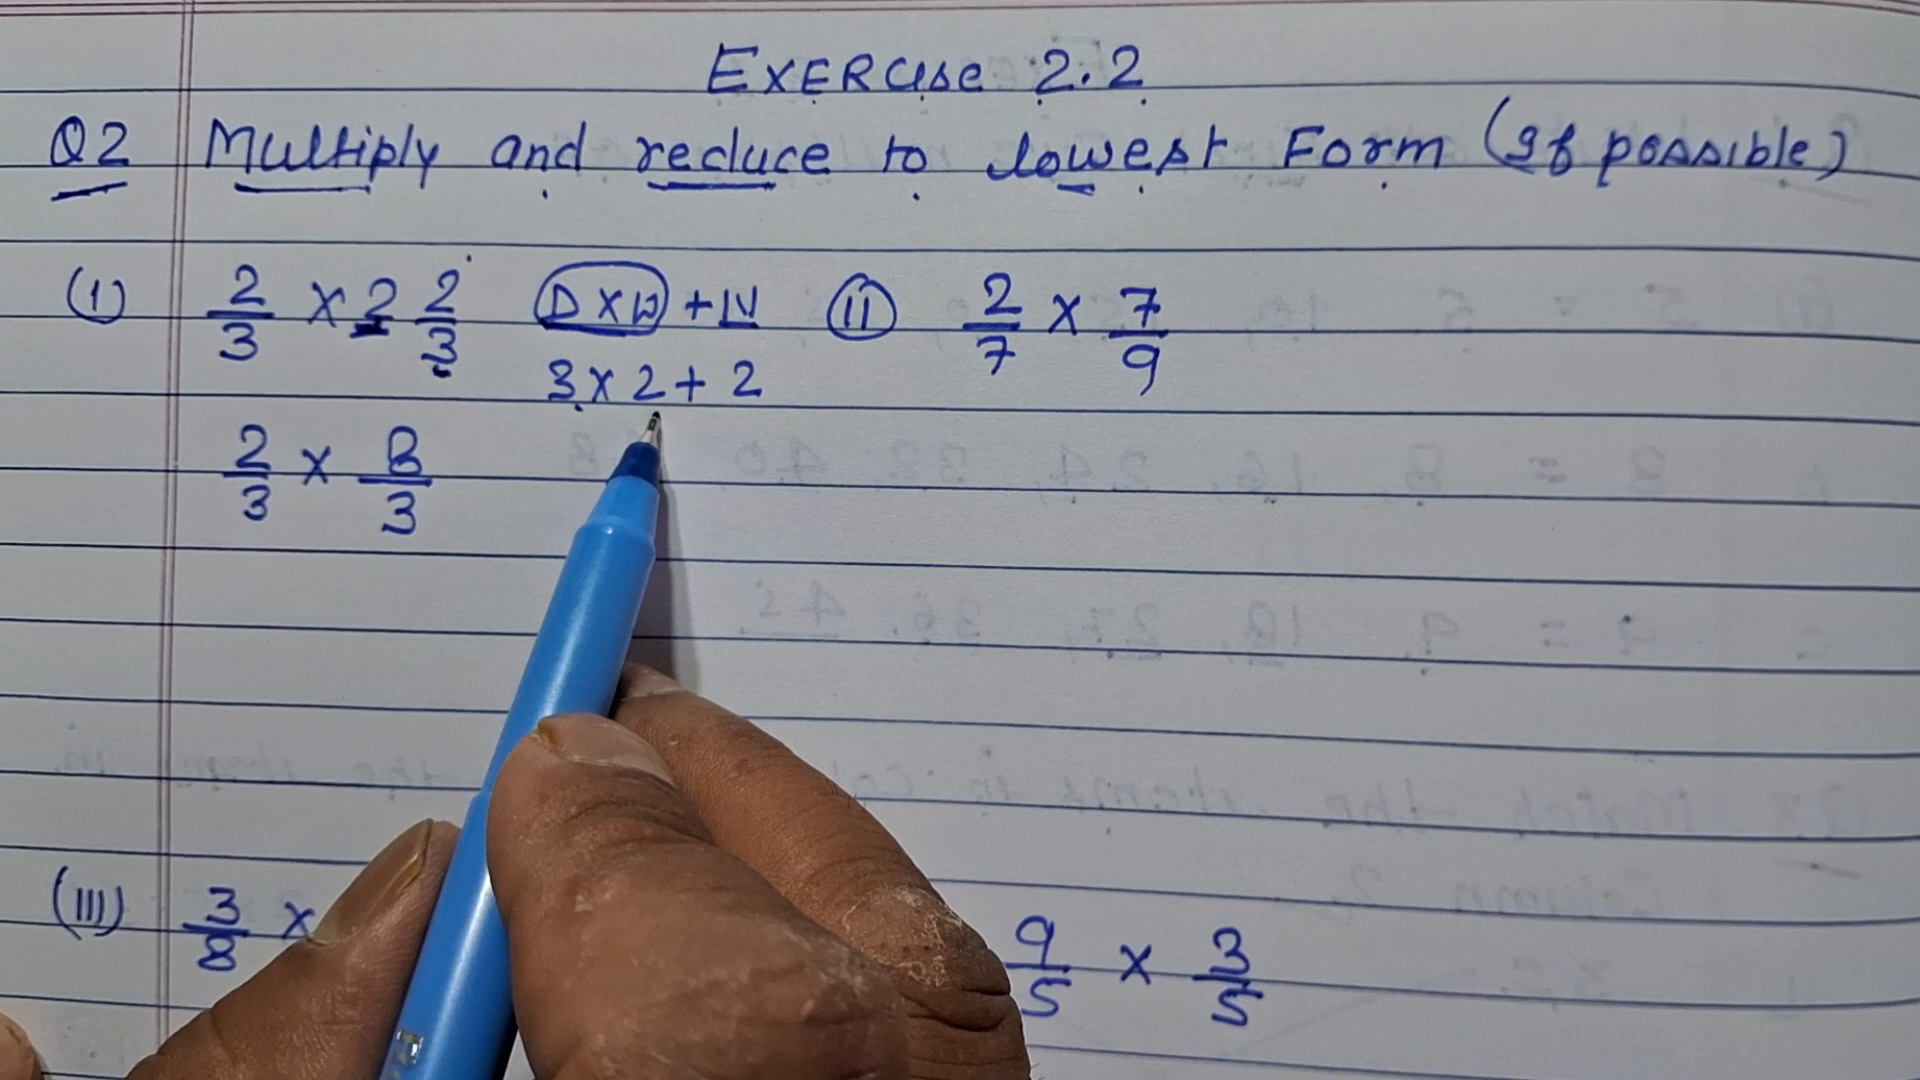 EXERCISE 2.2
Q2 Multiply and reduce to lowest Form (If possible)
(I) 2/3 × 2 2/3 D × W + N (II) 2/7 × 7/9
3 × 2 + 2
2/3 × 8/3
(III) 3/8 × 9/5 × 3/5